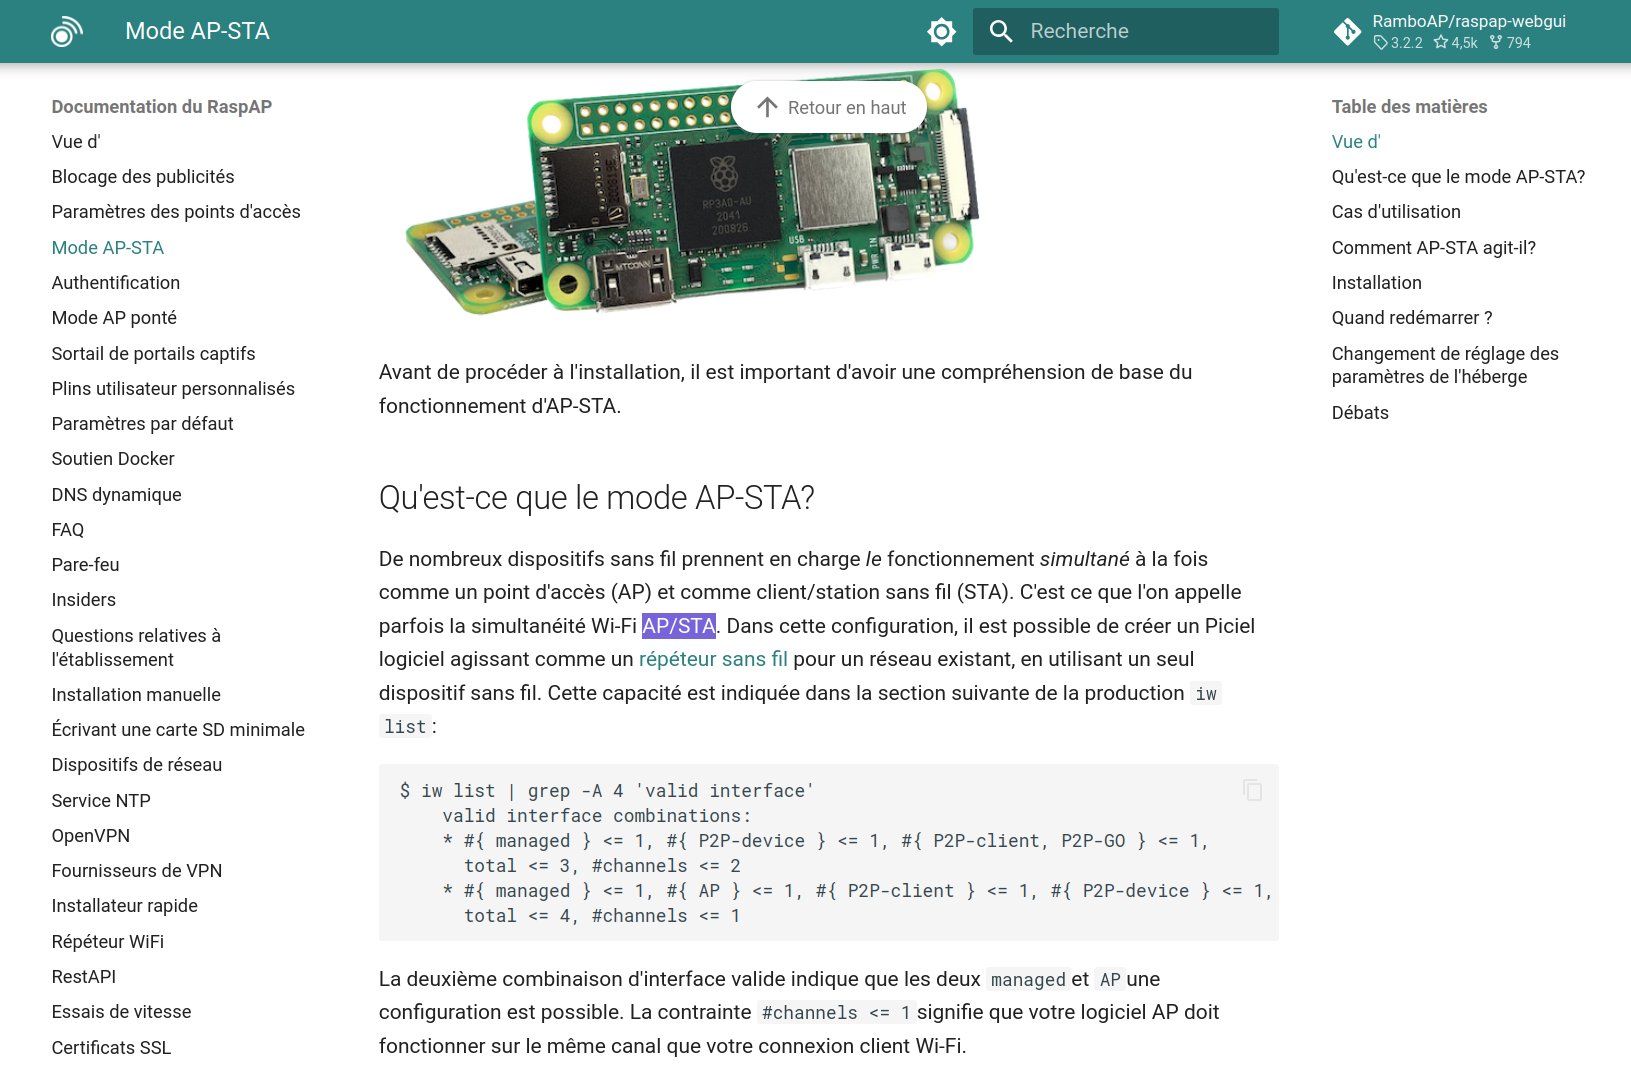 Mode AP-STA
Recherche
RamboAP/raspap-webgui
3.2.2 4,5k 794
Documentation du RaspAP
Vue d'
Blocage des publicités
Paramètres des points d'accès
Mode AP-STA
Authentification
Mode AP ponté
Sortail de portails captifs
Plins utilisateur personnalisés
Paramètres par défaut
Soutien Docker
DNS dynamique
FAQ
Pare-feu
Insiders
Questions relatives à
l'établissement
Installation manuelle
Écrivant une carte SD minimale
Dispositifs de réseau
Service NTP
OpenVPN
Fournisseurs de VPN
Installateur rapide
Répéteur WiFi
RestAPI
Essais de vitesse
Certificats SSL
Retour en haut
RP3A0-AU
2041
200826
USB
PWR IN
MTCONN
Avant de procéder à l'installation, il est important d'avoir une compréhension de base du
fonctionnement d'AP-STA.
Qu'est-ce que le mode AP-STA?
De nombreux dispositifs sans fil prennent en charge le fonctionnement simultané à la fois
comme un point d'accès (AP) et comme client/station sans fil (STA). C'est ce que l'on appelle
parfois la simultanéité Wi-Fi AP/STA. Dans cette configuration, il est possible de créer un Piciel
logiciel agissant comme un répéteur sans fil pour un réseau existant, en utilisant un seul
dispositif sans fil. Cette capacité est indiquée dans la section suivante de la production iw
list:
$ iw list | grep -A 4 'valid interface'
valid interface combinations:
* #{ managed } <= 1, #{ P2P-device } <= 1, #{ P2P-client, P2P-GO } <= 1,
total <= 3, #channels <= 2
* #{ managed } <= 1, #{ AP } <= 1, #{ P2P-client } <= 1, #{ P2P-device } <= 1,
total <= 4, #channels <= 1
La deuxième combinaison d'interface valide indique que les deux managed et AP une
configuration est possible. La contrainte #channels <= 1 signifie que votre logiciel AP doit
fonctionner sur le même canal que votre connexion client Wi-Fi.
Table des matières
Vue d'
Qu'est-ce que le mode AP-STA?
Cas d'utilisation
Comment AP-STA agit-il?
Installation
Quand redémarrer ?
Changement de réglage des
paramètres de l'héberge
Débats